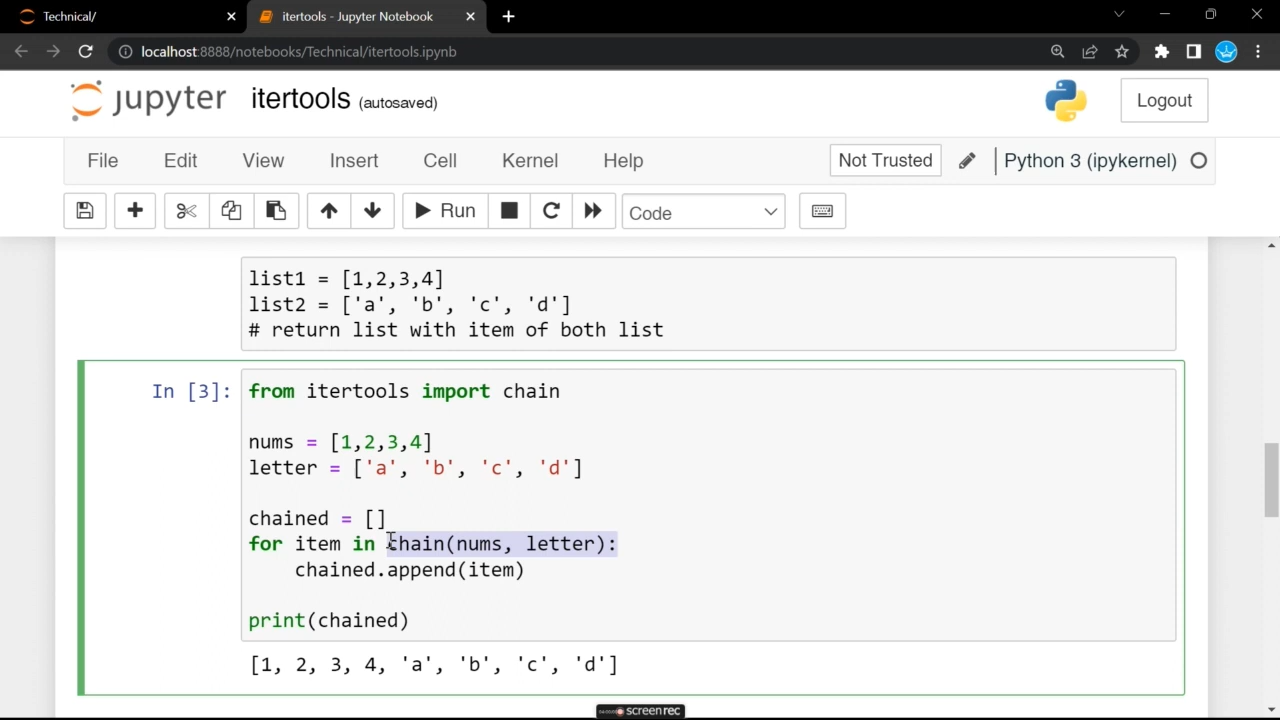 Technical/
itertools - Jupyter Notebook
localhost:8888/notebooks/Technical/itertools.ipynb
jupyter itertools (autosaved)
Logout
File Edit View Insert Cell Kernel Help
Not Trusted
Python 3 (ipykernel)
Run
Code
list1 = [1,2,3,4]
list2 = ['a', 'b', 'c', 'd']
# return list with item of both list
In [3]:
from itertools import chain
nums = [1,2,3,4]
letter = ['a', 'b', 'c', 'd']
chained = []
for item in chain(nums, letter):
    chained.append(item)
print(chained)
[1, 2, 3, 4, 'a', 'b', 'c', 'd']
screenrec